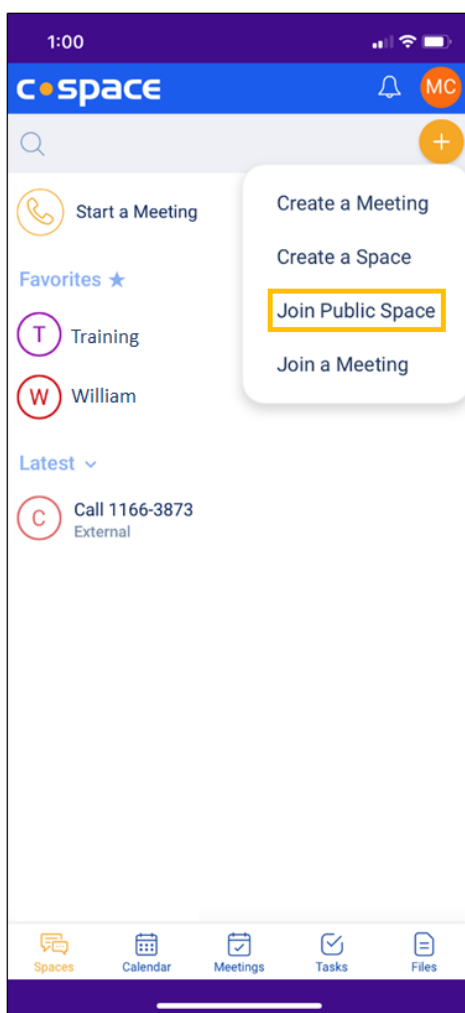 1:00
c•space
MC
+
Start a Meeting
Create a Meeting
Create a Space
Join Public Space
Join a Meeting
Favorites ★
T Training
W William
Latest
C Call 1166-3873
External
Spaces Calendar Meetings Tasks Files